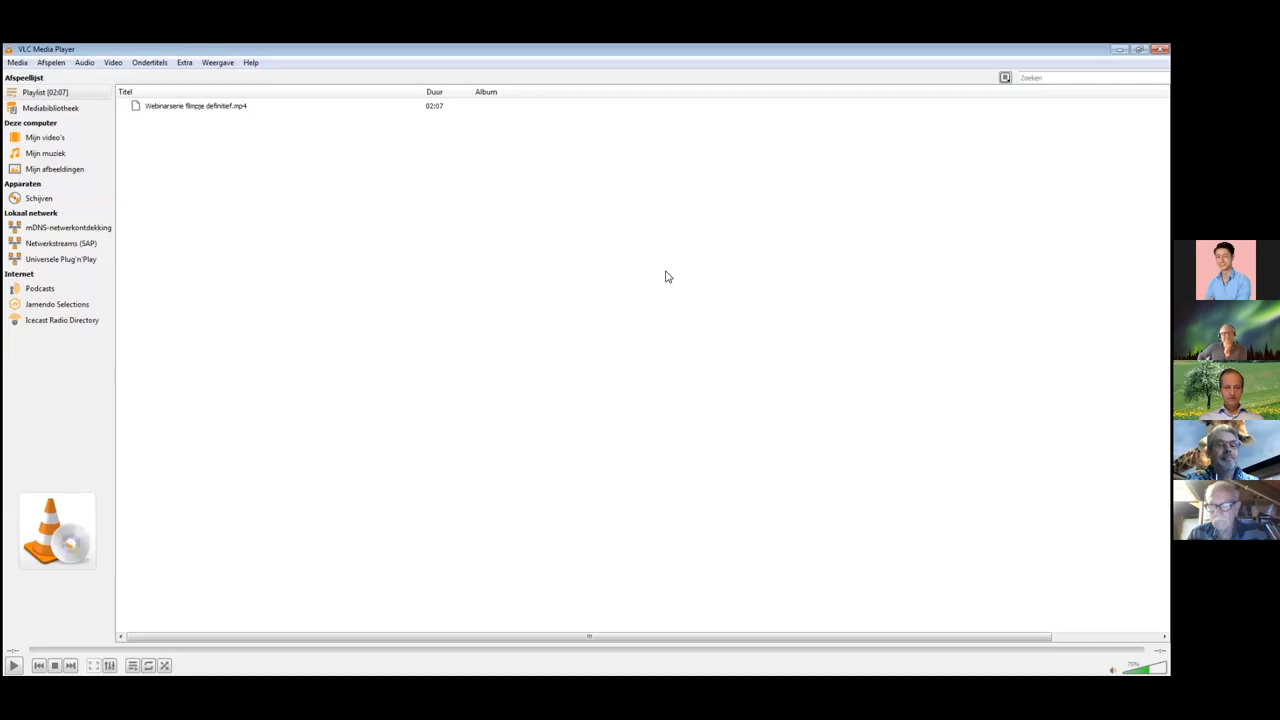 VLC Media Player
Media Afspelen Audio Video Ondertitels Extra Weergave Help
Afspeellijst
Zoeken
Playlist [02:07]
Titel Duur Album
Mediabibliotheek
Webinarserie filmpje definitief.mp4 02:07
Deze computer
Mijn video's
Mijn muziek
Mijn afbeeldingen
Apparaten
Schijven
Lokaal netwerk
mDNS-netwerkontdekking
Netwerkstreams (SAP)
Universele Plug'n'Play
Internet
Podcasts
Jamendo Selections
Icecast Radio Directory
--:-- --:--
75%